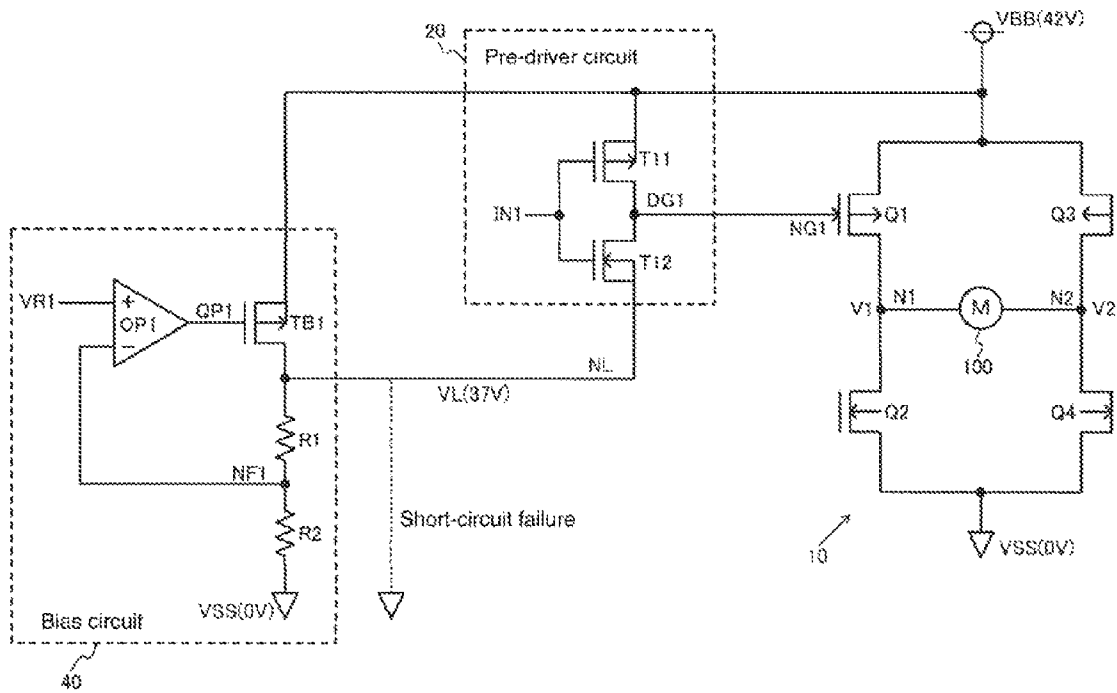 VBB(42V)
20
Pre-driver circuit
T11
IN1
DG1
NQ1
Q1
Q3
T12
VR1
+
OP1
−
QP1
TB1
V1
N1
M
N2
V2
100
NL
VL(37V)
R1
Q2
Q4
NF1
Short-circuit failure
R2
10
VSS(0V)
VSS(0V)
Bias circuit
40